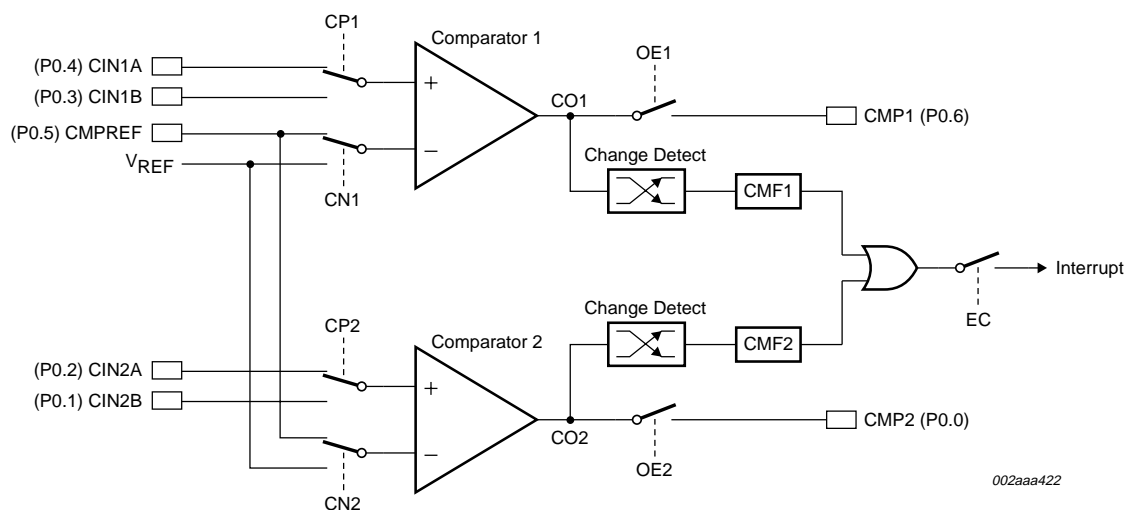 CP1
Comparator 1
OE1
(P0.4) CIN1A
(P0.3) CIN1B
CO1
CMP1 (P0.6)
(P0.5) CMPREF
VREF
+
−
Change Detect
CN1
CMF1
Interrupt
EC
Change Detect
CP2
Comparator 2
CMF2
(P0.2) CIN2A
(P0.1) CIN2B
+
−
CO2
CMP2 (P0.0)
OE2
CN2
002aaa422